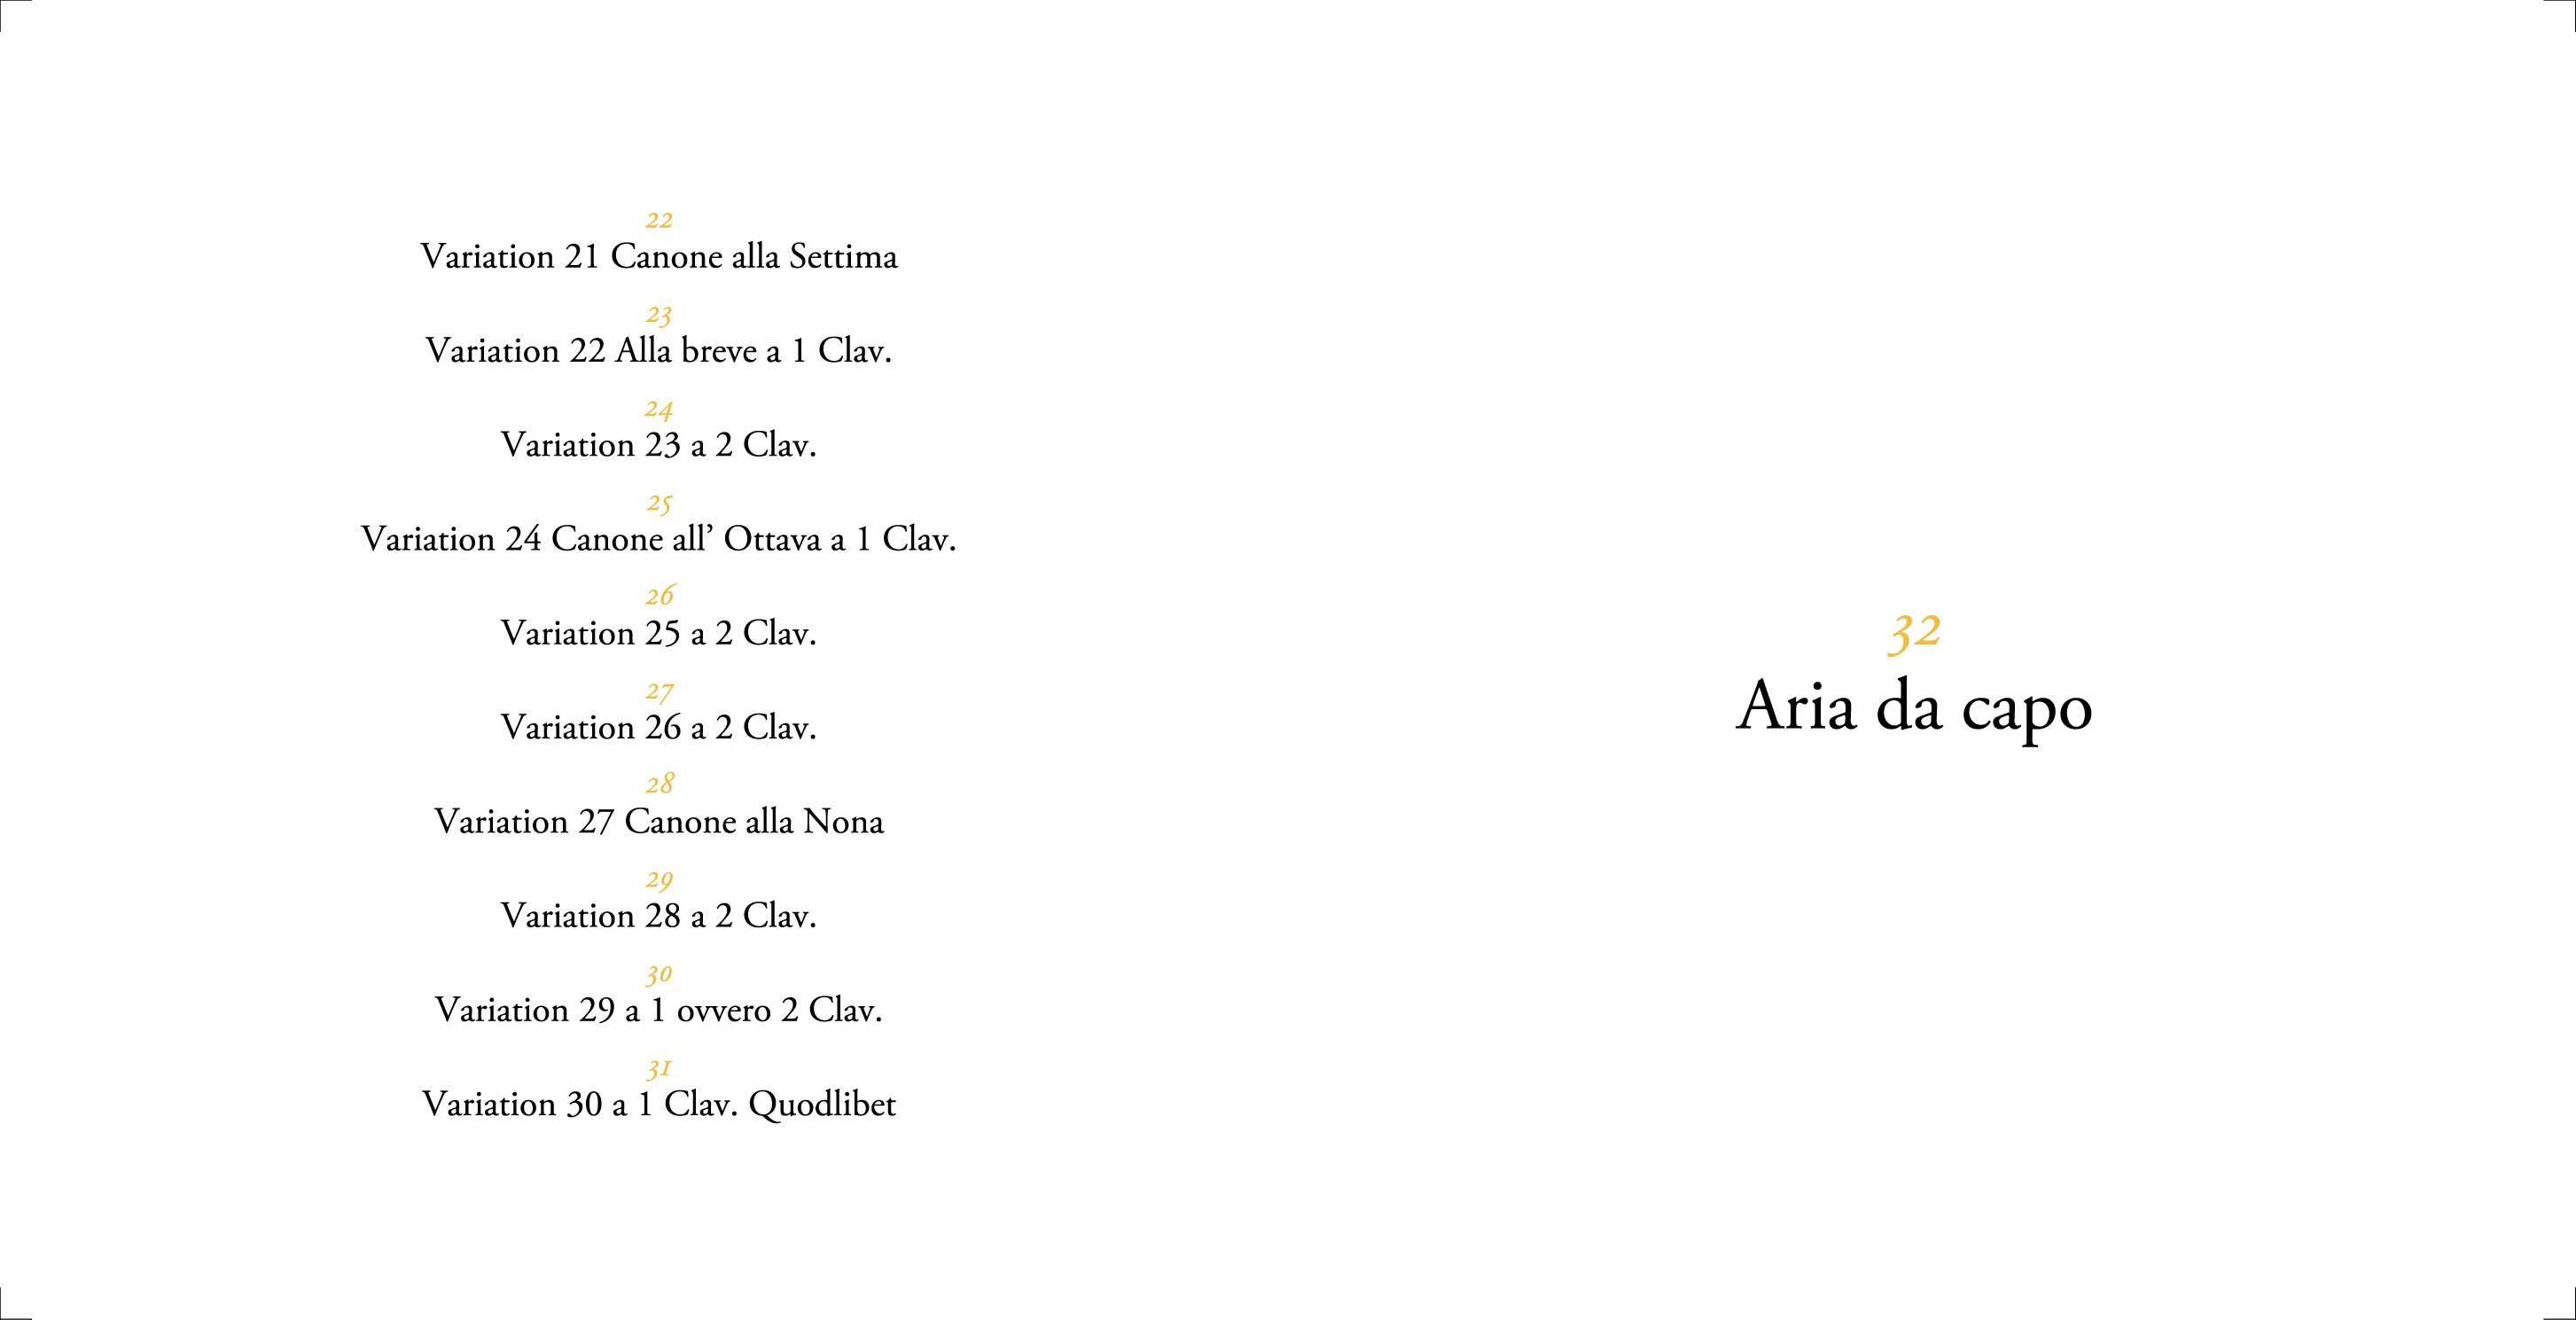 22
Variation 21 Canone alla Settima
23
Variation 22 Alla breve a 1 Clav.
24
Variation 23 a 2 Clav.
25
Variation 24 Canone all’ Ottava a 1 Clav.
26
Variation 25 a 2 Clav.
27
Variation 26 a 2 Clav.
28
Variation 27 Canone alla Nona
29
Variation 28 a 2 Clav.
30
Variation 29 a 1 ovvero 2 Clav.
31
Variation 30 a 1 Clav. Quodlibet
32
Aria da capo